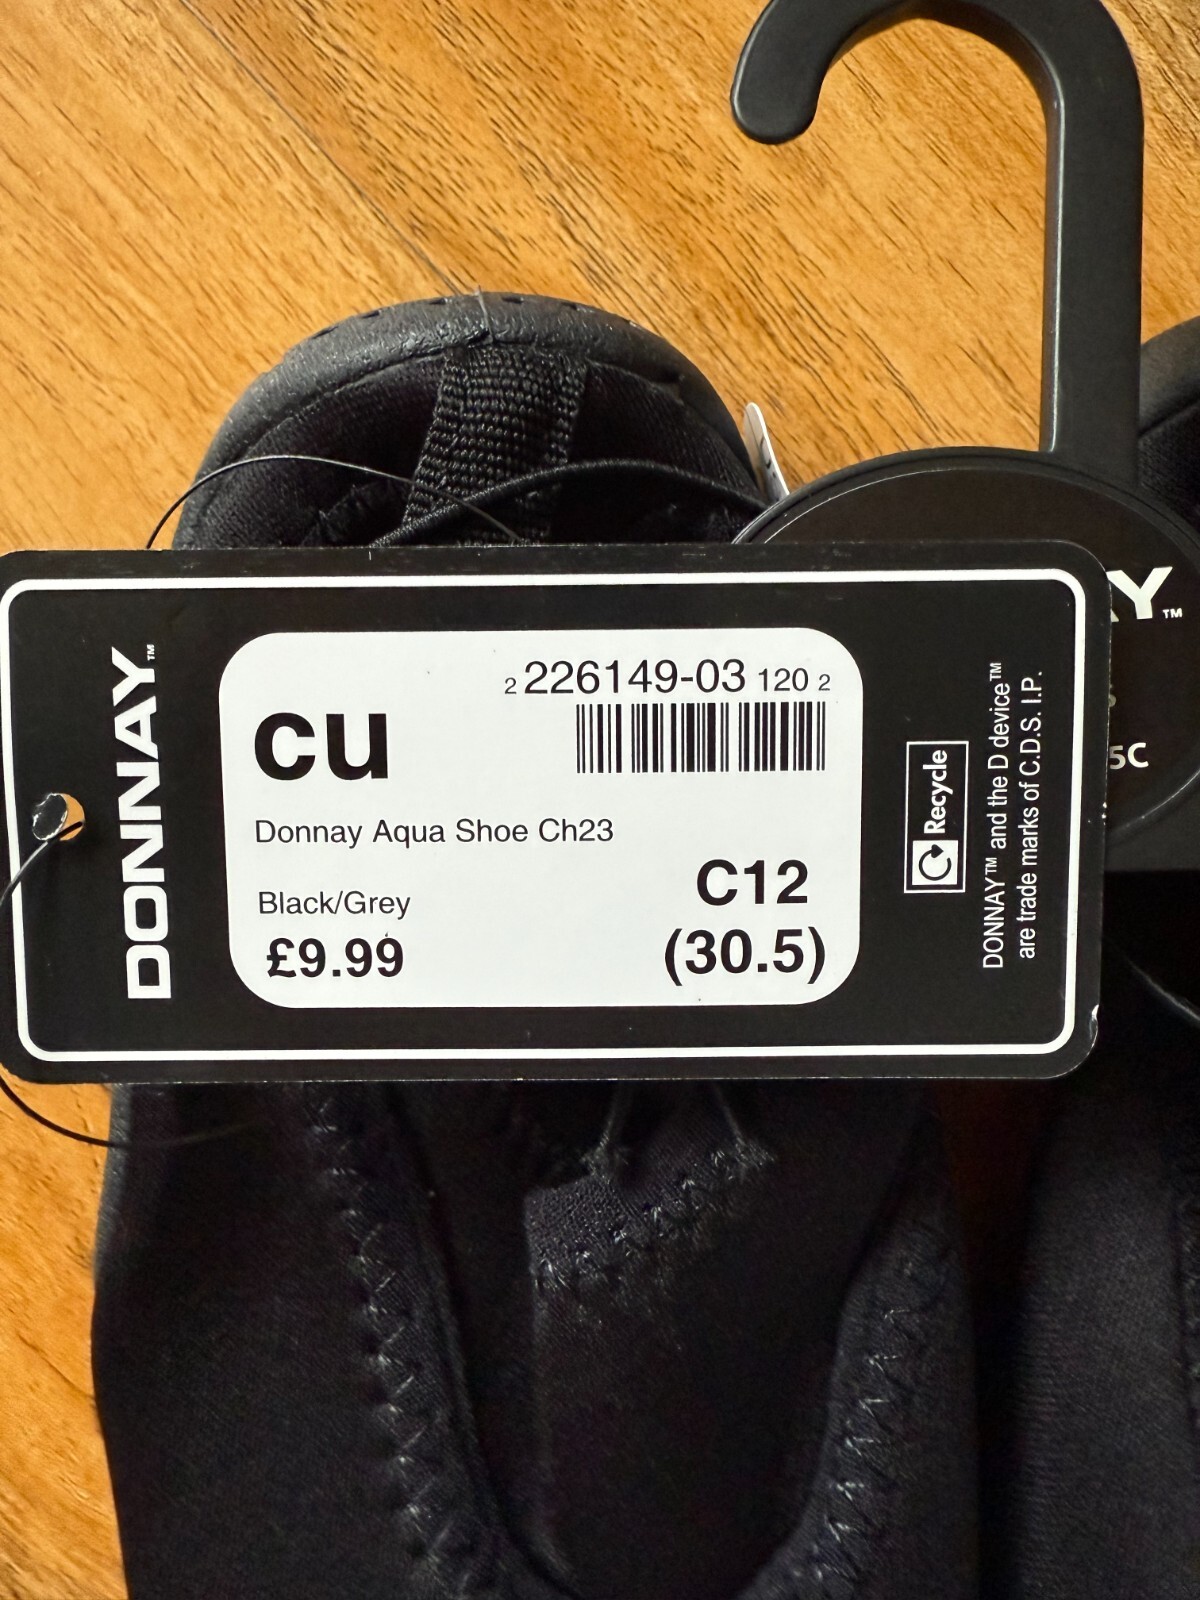 DONNAY™
2 226149-03 120 2
cu
Donnay Aqua Shoe Ch23
Black/Grey
C12
£9.99
(30.5)
Recycle
DONNAY™ and the D device™
are trade marks of C.D.S. I.P.
Y™
5C